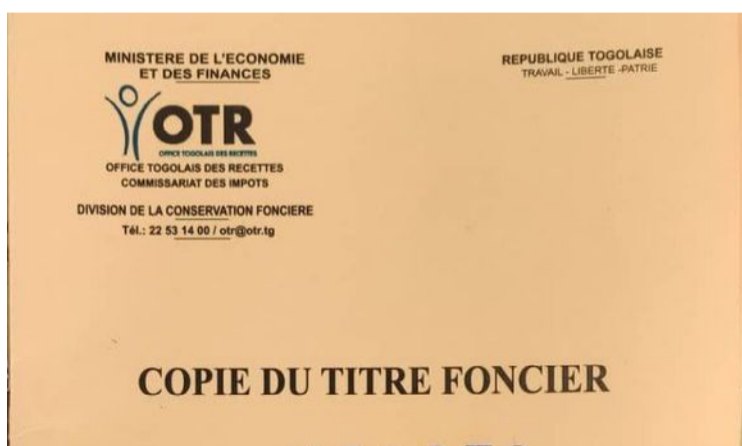 MINISTERE DE L'ECONOMIE
ET DES FINANCES
REPUBLIQUE TOGOLAISE
TRAVAIL - LIBERTE -PATRIE
OTR
OFFICE TOGOLAIS DES RECETTES
OFFICE TOGOLAIS DES RECETTES
COMMISSARIAT DES IMPOTS
DIVISION DE LA CONSERVATION FONCIERE
Tél.: 22 53 14 00 / otr@otr.tg
COPIE DU TITRE FONCIER